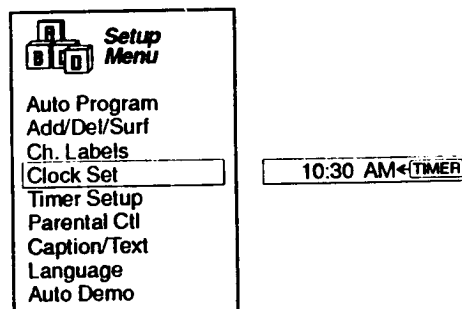 B D
Setup
Menu
Auto Program
Add/Del/Surf
Ch. Labels
Clock Set
10:30 AM←TIMER
Timer Setup
Parental Ctl
Caption/Text
Language
Auto Demo